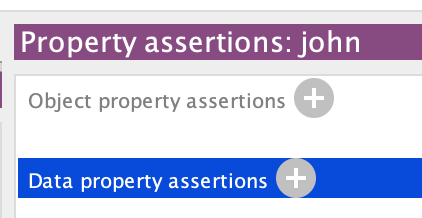 Property assertions: john
Object property assertions
Data property assertions